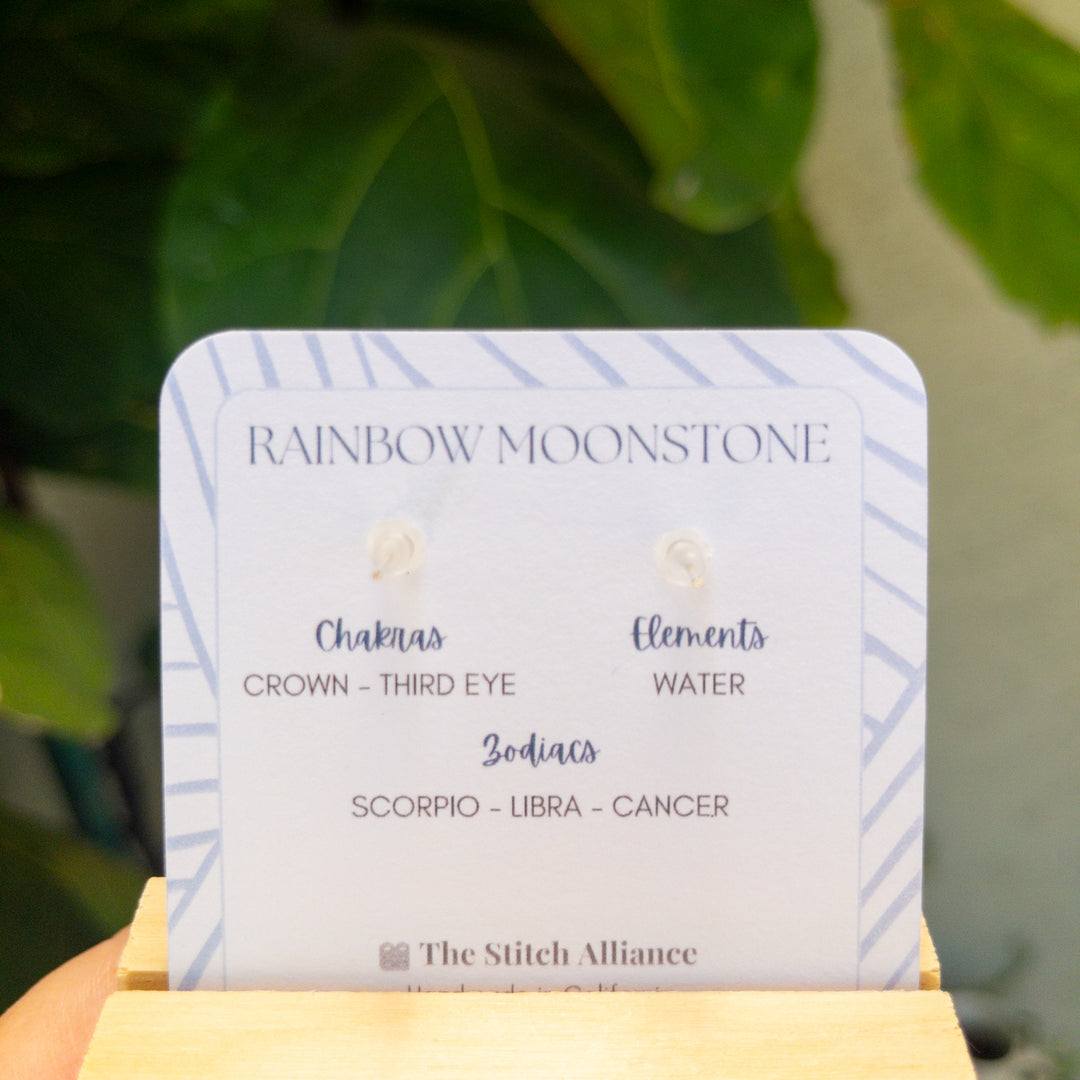 RAINBOW MOONSTONE
Chakras
CROWN – THIRD EYE
Elements
WATER
Zodiacs
SCORPIO – LIBRA – CANCER
The Stitch Alliance